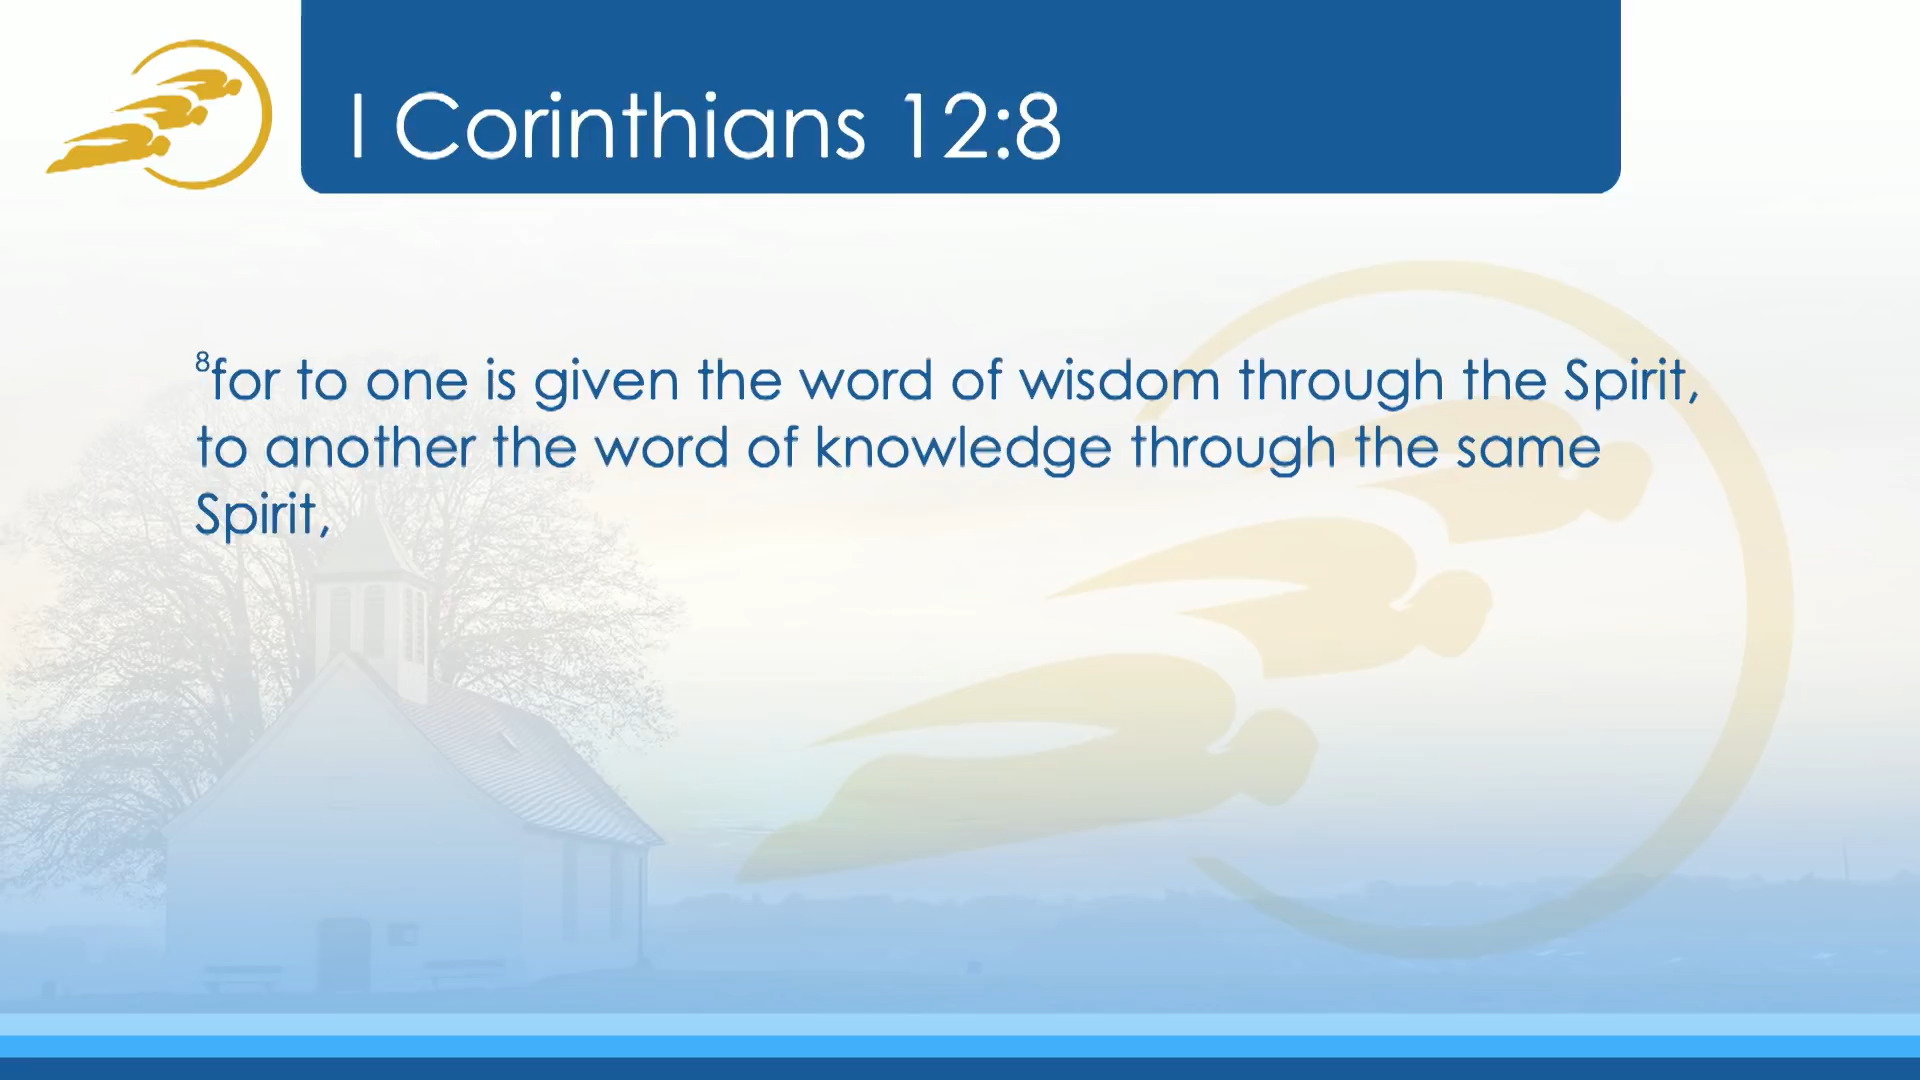 I Corinthians 12:8
⁸for to one is given the word of wisdom through the Spirit,
to another the word of knowledge through the same
Spirit,